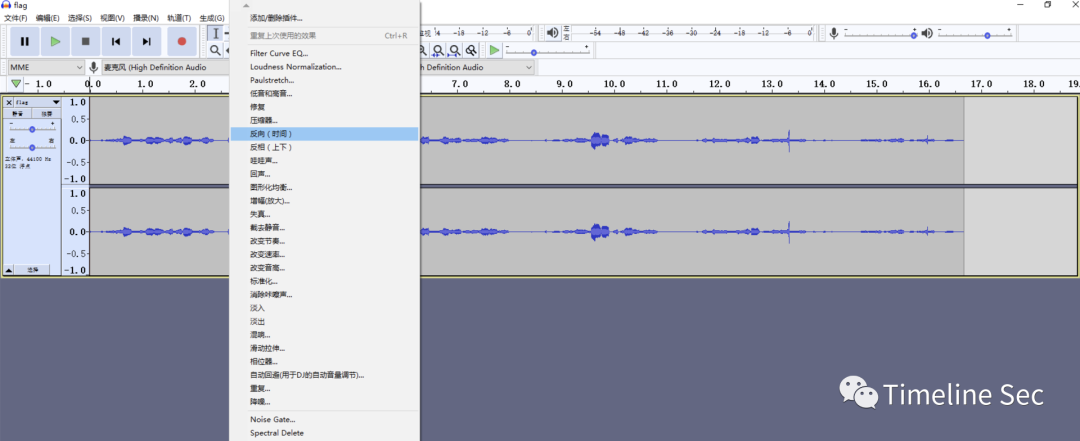 flag
文件(F) 编辑(E) 选择(S) 视图(V) 播录(N) 轨道(T) 生成(G)
-18 -12 -6 0
左
右
-54 -48 -42 -36 -30 -24 -18 -12 -6 0
MME
麦克风 (High Definition Audio
h Definition Audio
- 1.0 0.0 1.0 2.0 7.0 8.0 9.0 10.0 11.0 12.0 13.0 14.0 15.0 16.0 17.0 18.0 19.
添加/删除插件...
重复上次使用的效果 Ctrl+R
Filter Curve EQ...
Loudness Normalization...
Paulstretch...
低音和高音...
修复
压缩器...
反向（时间）
反相（上下）
哇哇声...
回声...
图形化均衡...
增幅(放大)...
失真...
截去静音...
改变节奏...
改变速率...
改变音高...
标准化...
消除咔嚓声...
淡入
淡出
混响...
滑动拉伸...
相位器...
自动回避(用于DJ的自动音量调节)...
重复...
降噪...
Noise Gate...
Spectral Delete
flag
静音 独奏
- +
左 右
立体声, 44100 Hz
32位 浮点
选择
1.0
0.5
0.0
-0.5
-1.0
1.0
0.5
0.0
-0.5
-1.0
Timeline Sec